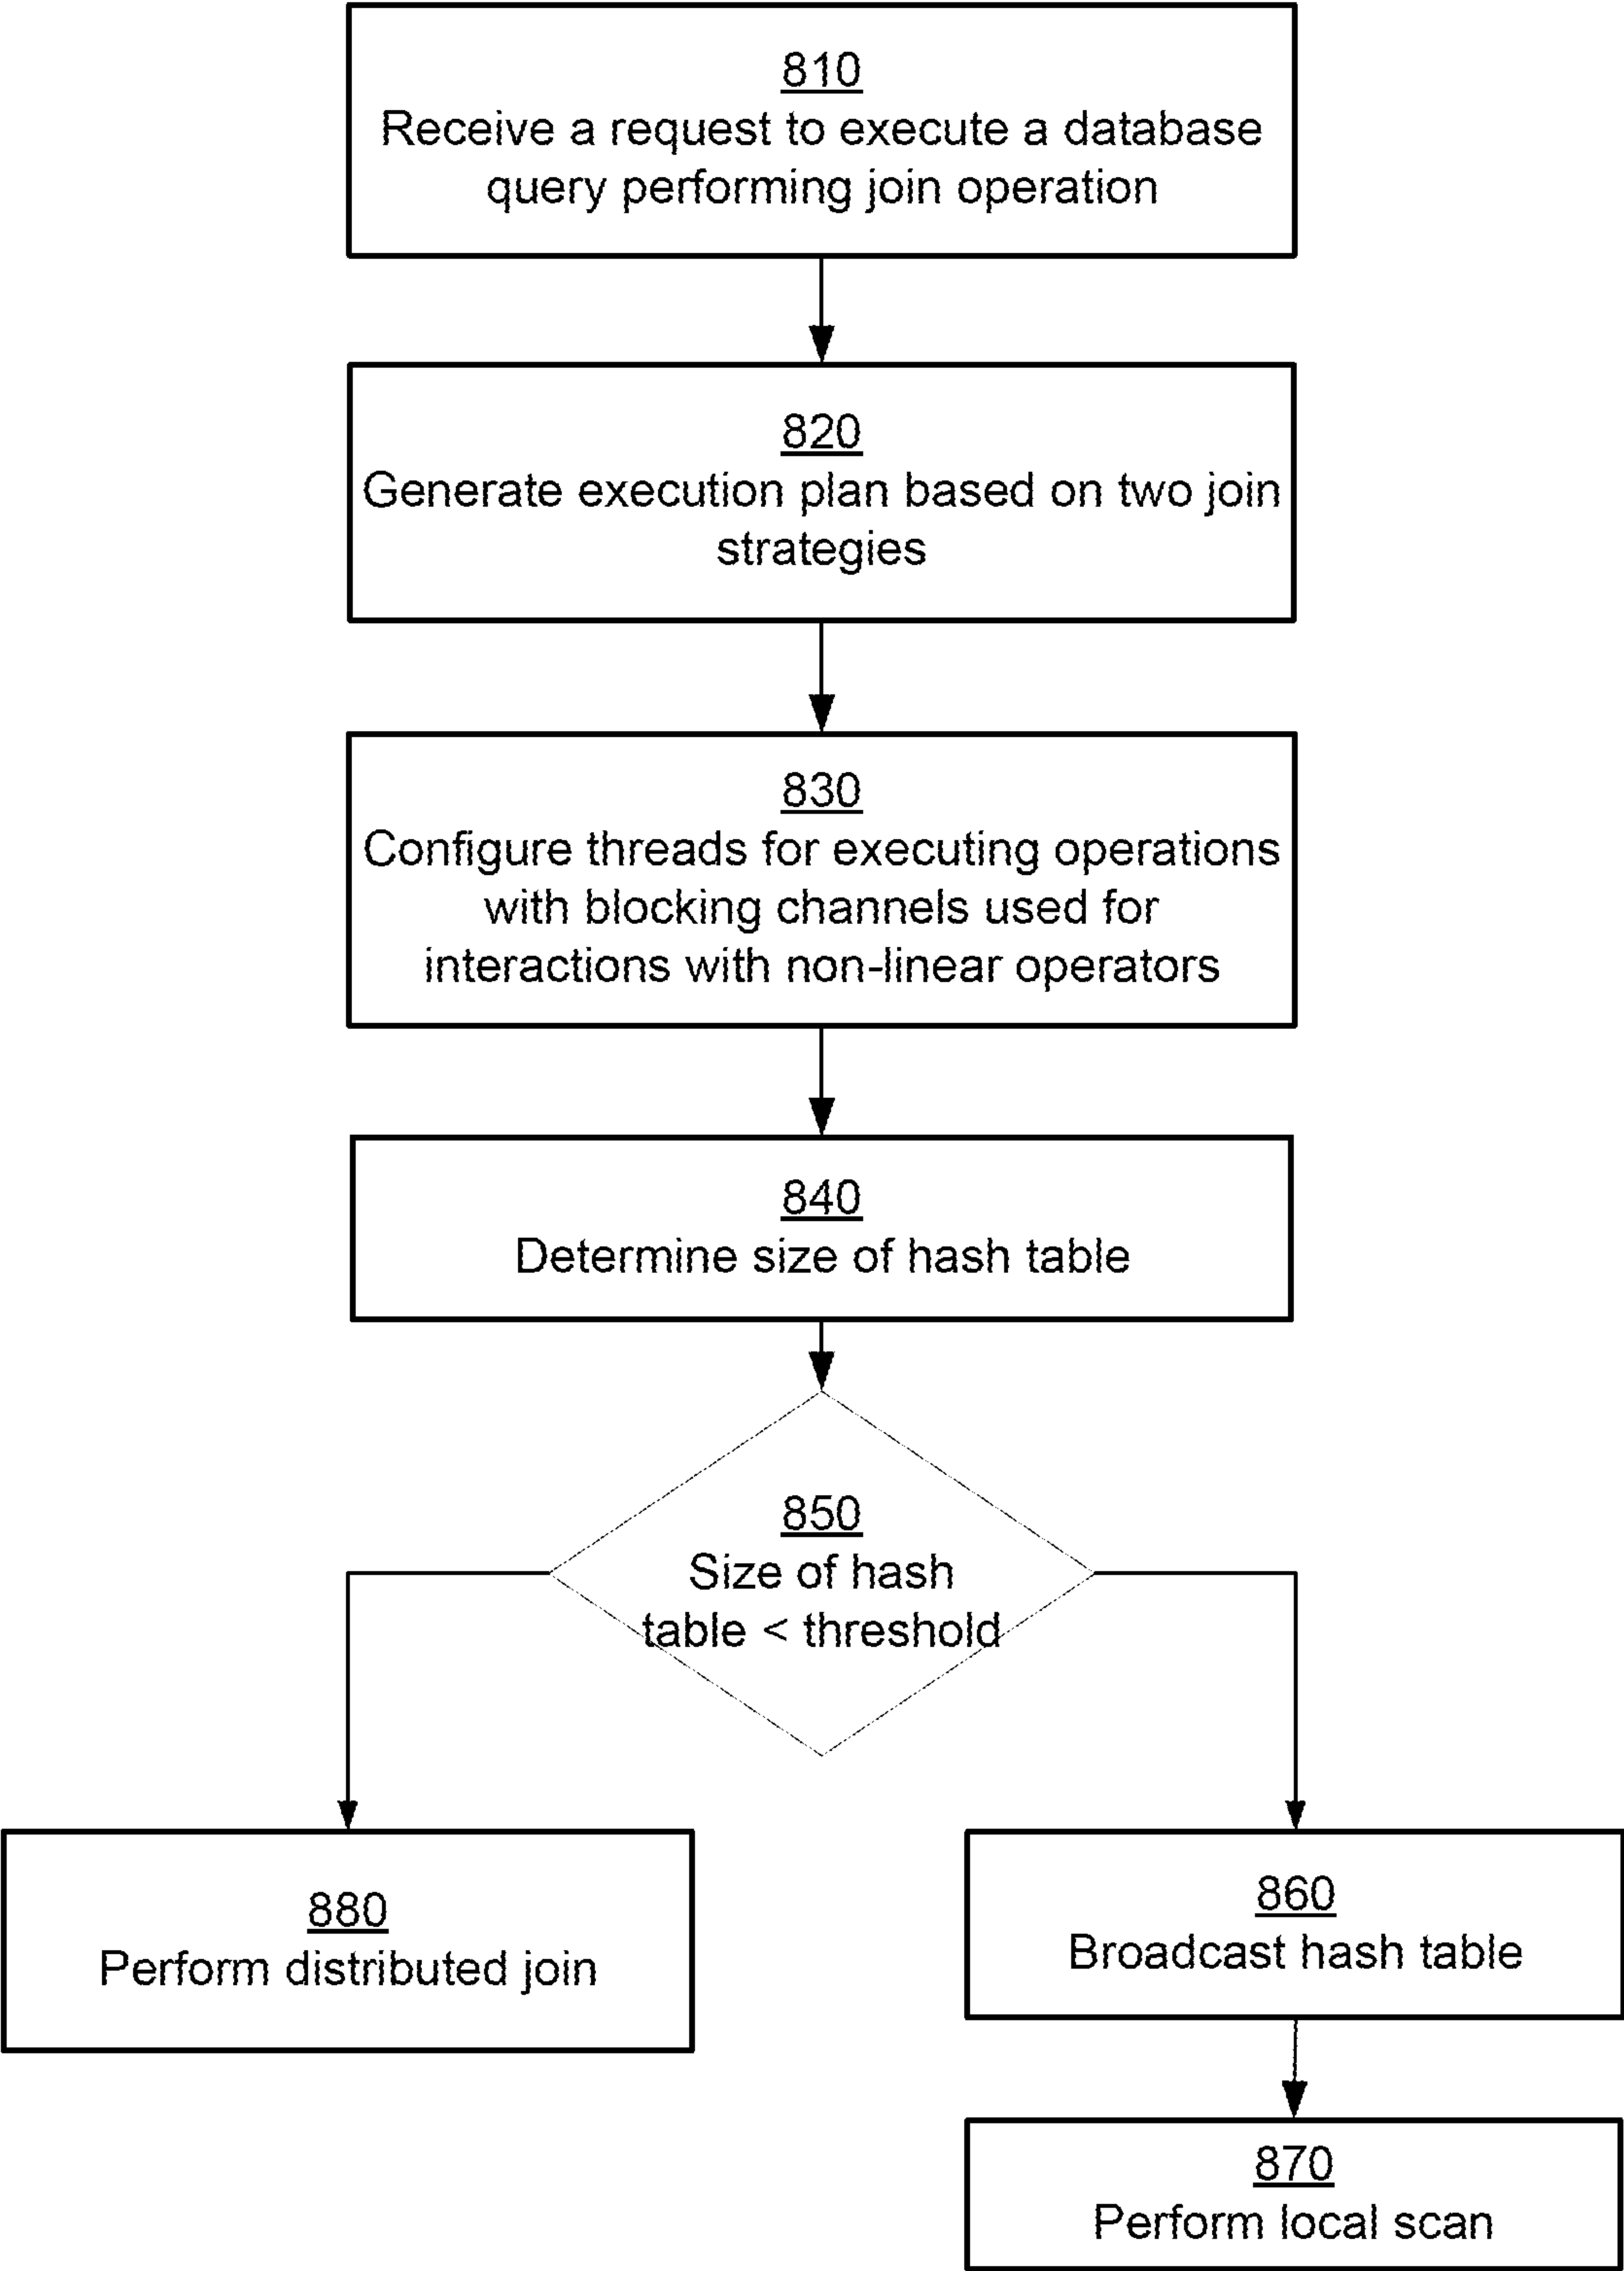 810
Receive a request to execute a database
query performing join operation
820
Generate execution plan based on two join
strategies
830
Configure threads for executing operations
with blocking channels used for
interactions with non-linear operators
840
Determine size of hash table
850
Size of hash
table < threshold
880
Perform distributed join
860
Broadcast hash table
870
Perform local scan